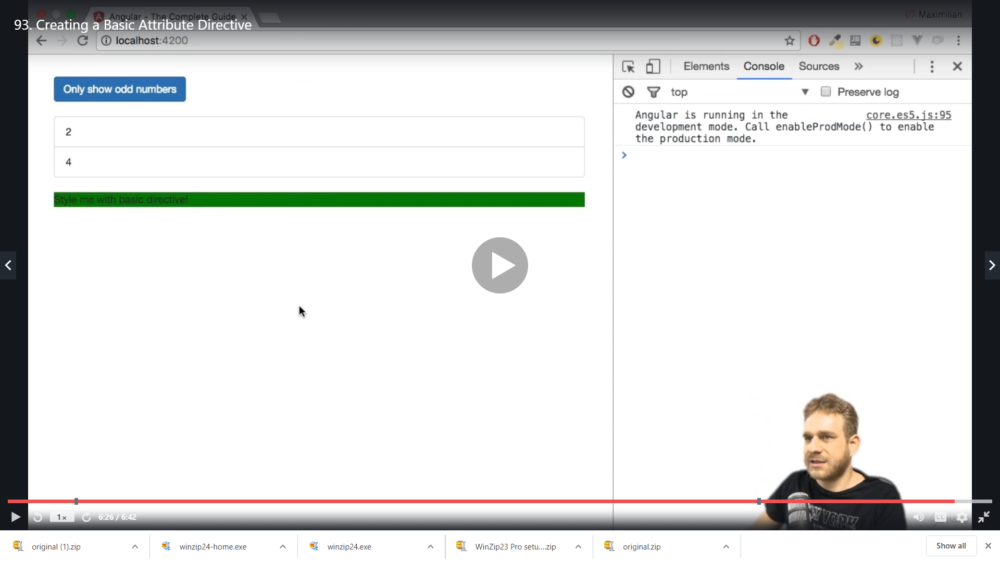 Angular - The Complete Guide
Maximilian
93. Creating a Basic Attribute Directive
localhost:4200
JB
Elements Console Sources
Only show odd numbers
top
Preserve log
Angular is running in the core.es5.js:95
development mode. Call enableProdMode() to enable
the production mode.
2
4
Style me with basic directive!
1x
6:26 / 6:42
CC
original (1).zip
winzip24-home.exe
winzip24.exe
WinZip23 Pro setu....zip
original.zip
Show all